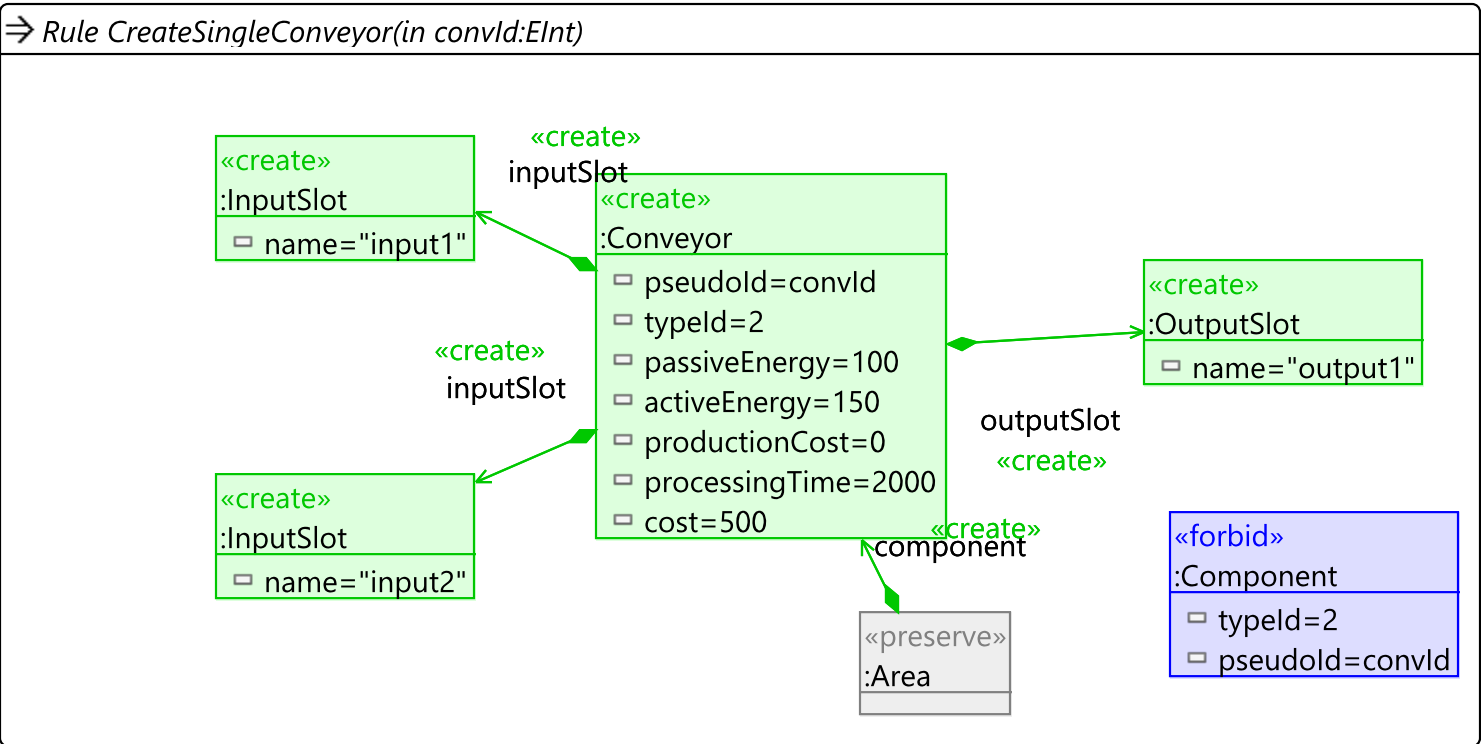 Rule CreateSingleConveyor(in convId:EInt)
«create»
inputSlot
«create»
:InputSlot
name="input1"
«create»
:Conveyor
pseudoId=convId
typeId=2
passiveEnergy=100
activeEnergy=150
productionCost=0
processingTime=2000
cost=500
«create»
:OutputSlot
name="output1"
«create»
inputSlot
outputSlot
«create»
«create»
:InputSlot
name="input2"
«create»
component
«forbid»
:Component
typeId=2
pseudoId=convId
«preserve»
:Area